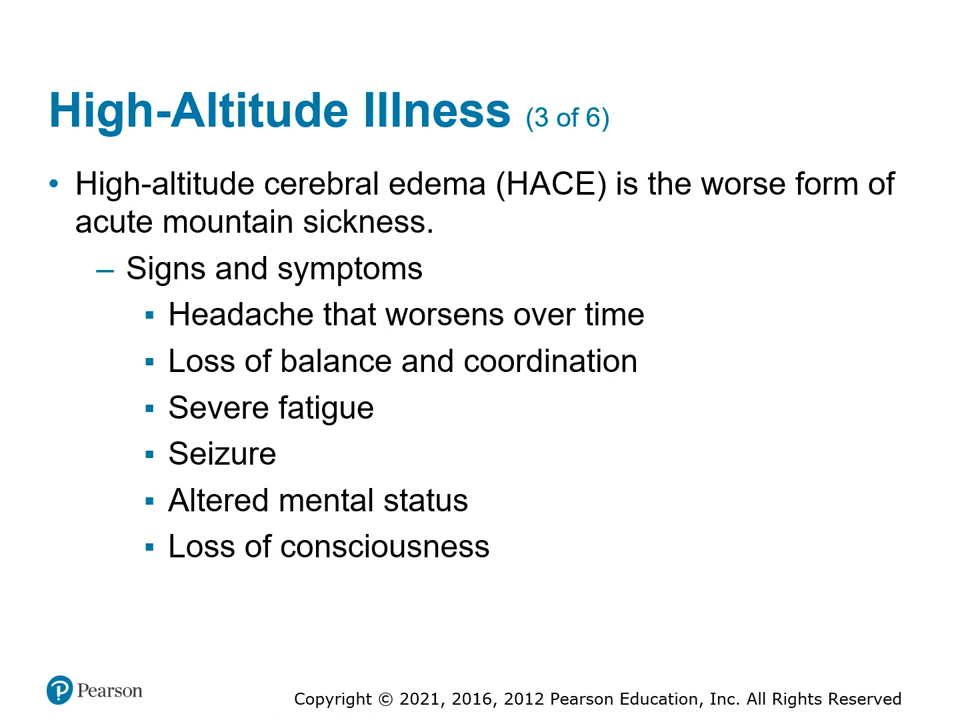 High-Altitude Illness (3 of 6)
• High-altitude cerebral edema (HACE) is the worse form of
acute mountain sickness.
– Signs and symptoms
▪ Headache that worsens over time
▪ Loss of balance and coordination
▪ Severe fatigue
▪ Seizure
▪ Altered mental status
▪ Loss of consciousness
Pearson
Copyright © 2021, 2016, 2012 Pearson Education, Inc. All Rights Reserved